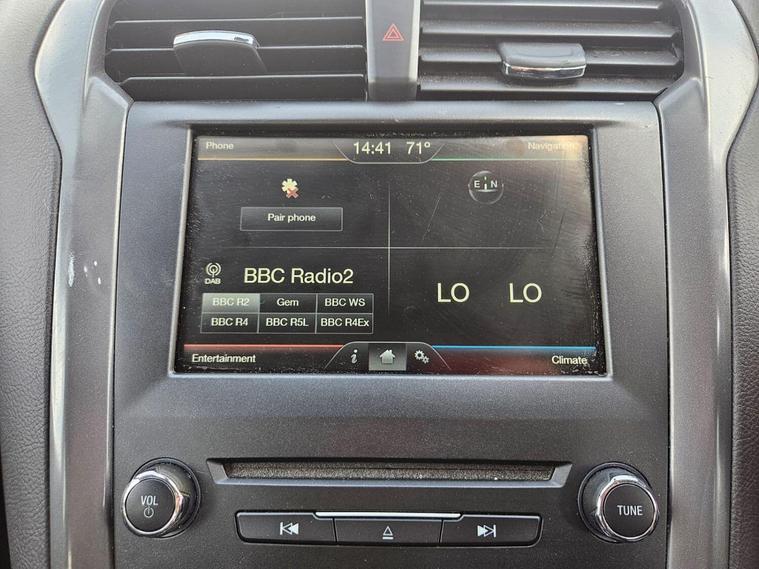 Phone
14:41 71°
Navigation
E N
Pair phone
DAB
BBC Radio2
BBC R2 Gem BBC WS
BBC R4 BBC R5L BBC R4Ex
LO LO
Entertainment
i
Climate
VOL
TUNE